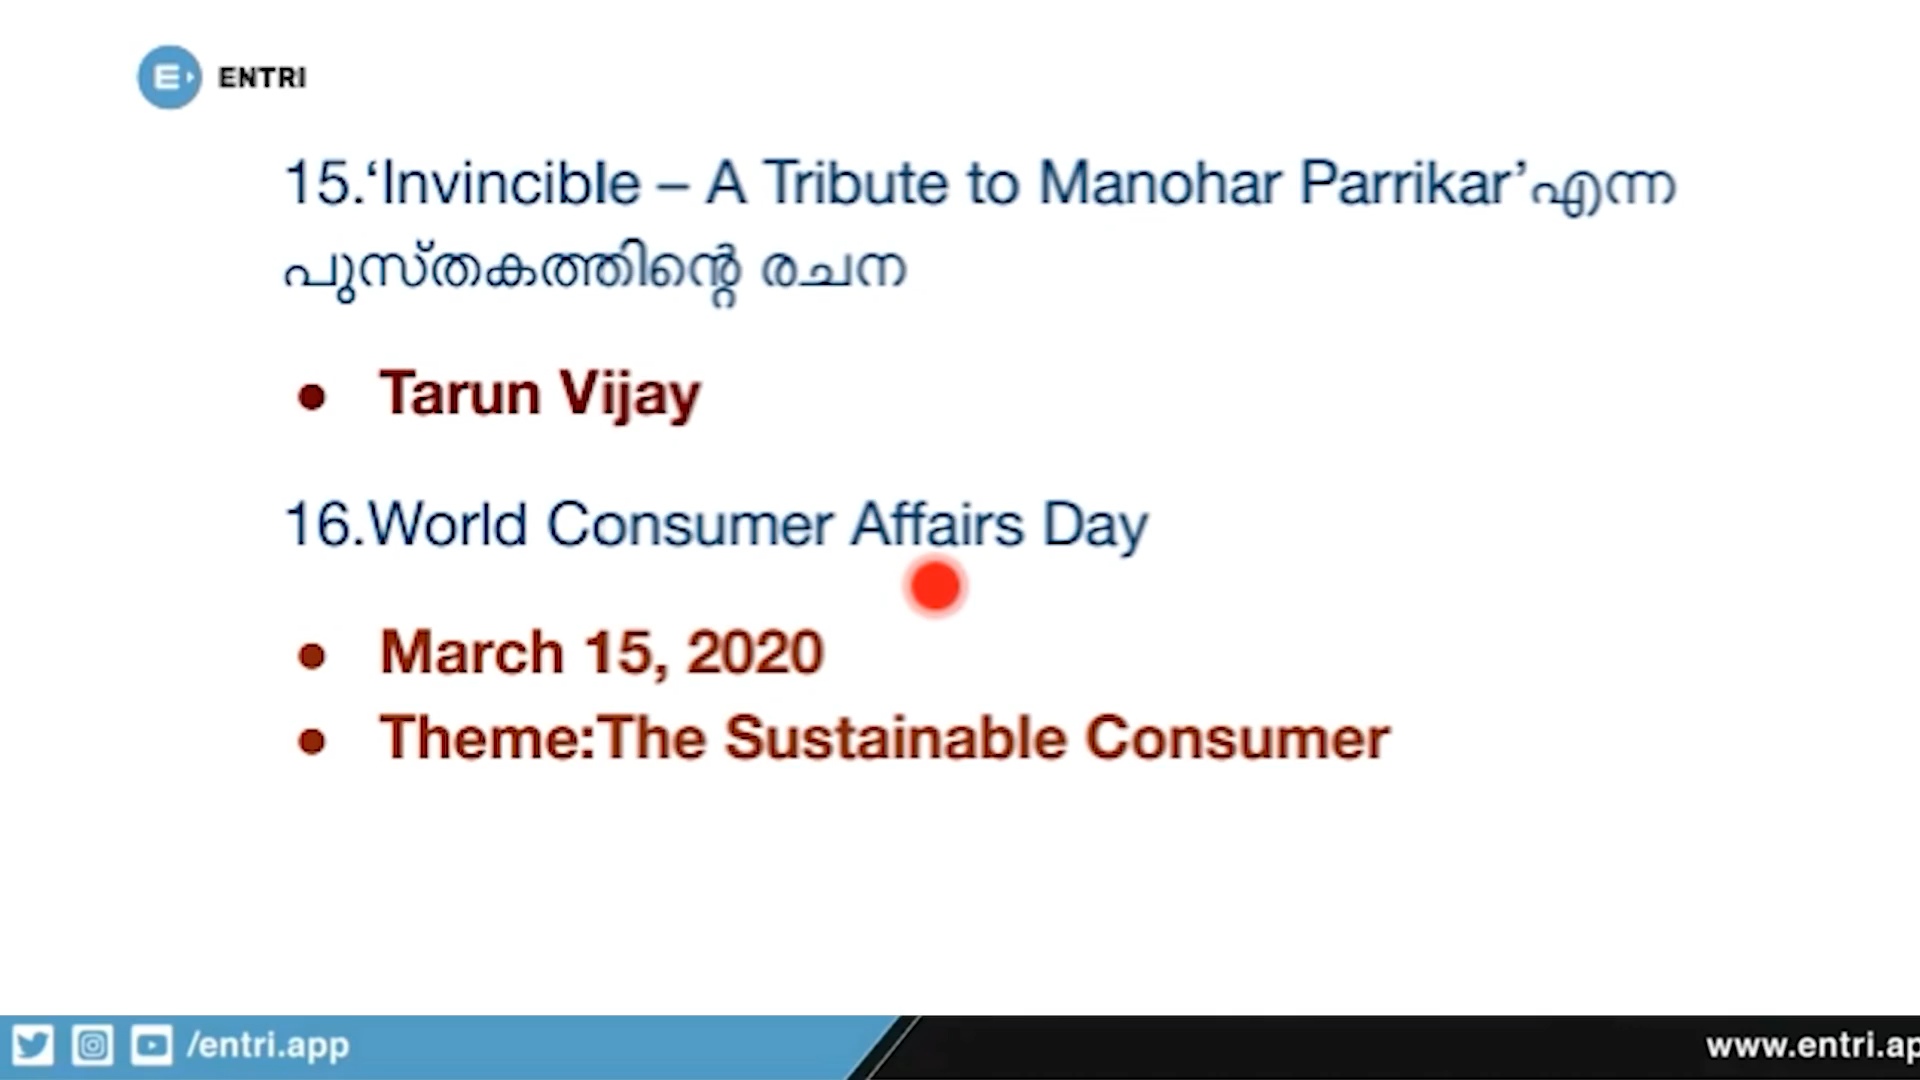 ENTRI
15.‘Invincible – A Tribute to Manohar Parrikar’എന്ന
പുസ്തകത്തിന്റെ രചന
● Tarun Vijay
16.World Consumer Affairs Day
● March 15, 2020
● Theme:The Sustainable Consumer
/entri.app
www.entri.ap